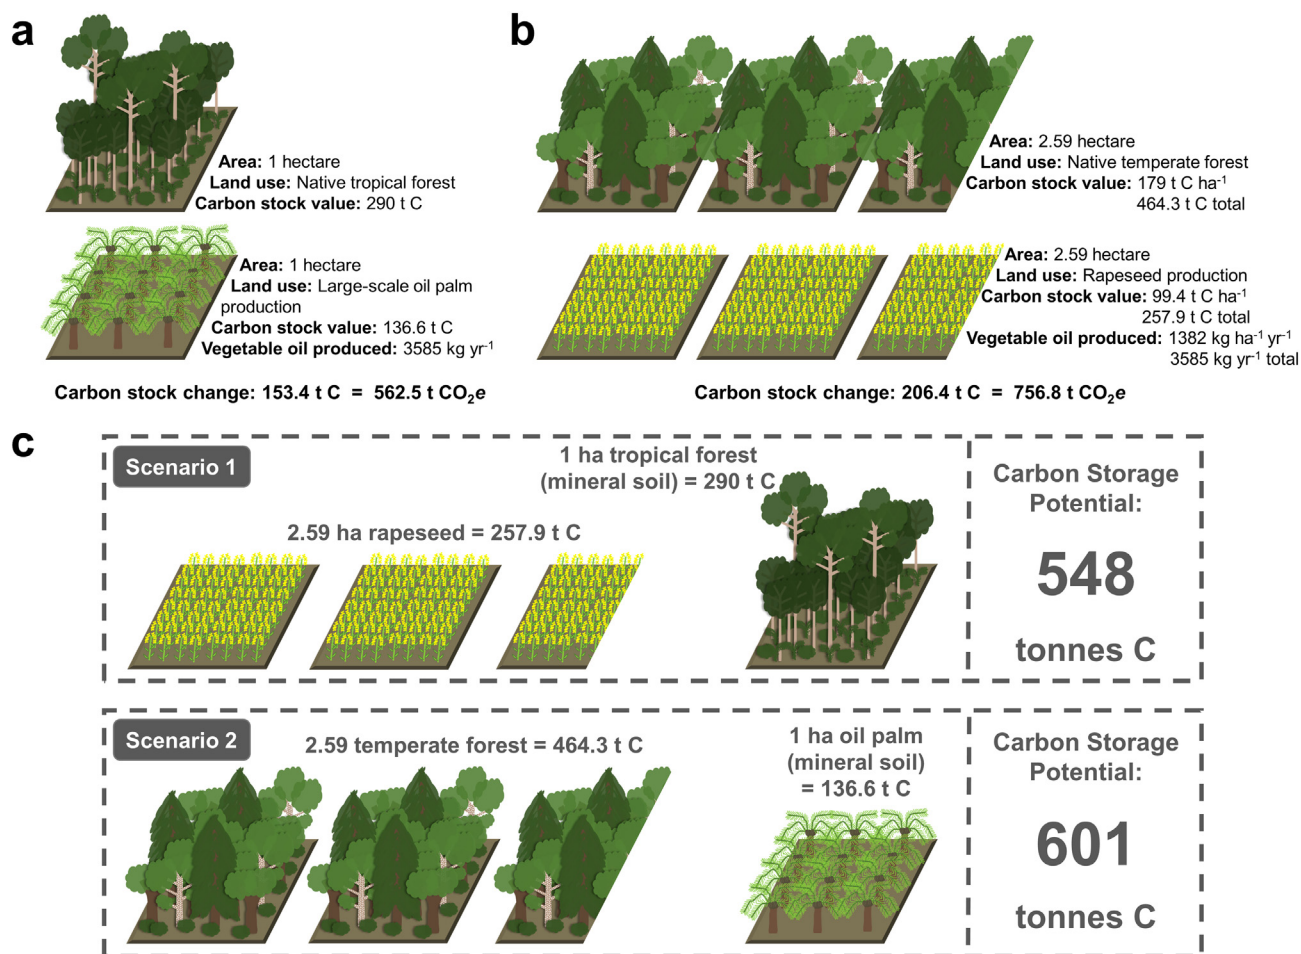 a
Area: 1 hectare
Land use: Native tropical forest
Carbon stock value: 290 t C
Area: 1 hectare
Land use: Large-scale oil palm
production
Carbon stock value: 136.6 t C
Vegetable oil produced: 3585 kg yr⁻¹
Carbon stock change: 153.4 t C = 562.5 t CO₂e
b
Area: 2.59 hectare
Land use: Native temperate forest
Carbon stock value: 179 t C ha⁻¹
464.3 t C total
Area: 2.59 hectare
Land use: Rapeseed production
Carbon stock value: 99.4 t C ha⁻¹
257.9 t C total
Vegetable oil produced: 1382 kg ha⁻¹ yr⁻¹
3585 kg yr⁻¹ total
Carbon stock change: 206.4 t C = 756.8 t CO₂e
c
Scenario 1
1 ha tropical forest
(mineral soil) = 290 t C
2.59 ha rapeseed = 257.9 t C
Carbon Storage
Potential:
548
tonnes C
Scenario 2
2.59 temperate forest = 464.3 t C
1 ha oil palm
(mineral soil)
= 136.6 t C
Carbon Storage
Potential:
601
tonnes C